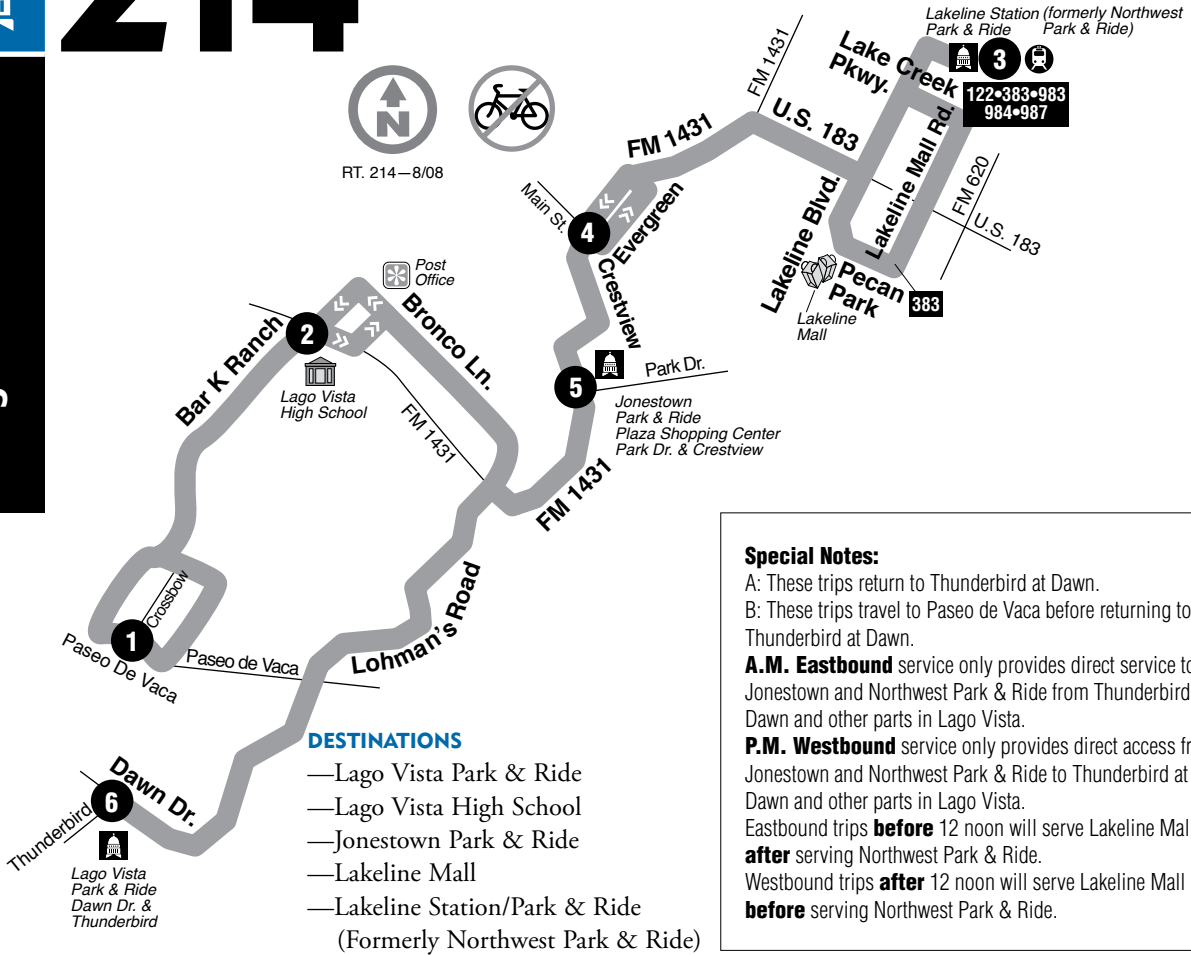 214
Lakeline Station (formerly Northwest
Park & Ride Park & Ride)
3
122•383•983
984•987
Lake Creek
Pkwy.
FM 1431
U.S. 183
FM 1431
Lakeline Mall Rd.
FM 620
U.S. 183
Lakeline Blvd.
Pecan
Park
383
Lakeline
Mall
N
RT. 214—8/08
Main St.
4
Evergreen
Crestview
Post
Office
Bronco Ln.
2
Bar K Ranch
Lago Vista
High School
FM 1431
5
Park Dr.
Jonestown
Park & Ride
Plaza Shopping Center
Park Dr. & Crestview
FM 1431
Crossbow
1
Paseo De Vaca
Paseo de Vaca
Lohman's Road
Dawn Dr.
6
Thunderbird
Lago Vista
Park & Ride
Dawn Dr. &
Thunderbird
DESTINATIONS
—Lago Vista Park & Ride
—Lago Vista High School
—Jonestown Park & Ride
—Lakeline Mall
—Lakeline Station/Park & Ride
(Formerly Northwest Park & Ride)
Special Notes:
A: These trips return to Thunderbird at Dawn.
B: These trips travel to Paseo de Vaca before returning to
Thunderbird at Dawn.
A.M. Eastbound service only provides direct service to
Jonestown and Northwest Park & Ride from Thunderbird
Dawn and other parts in Lago Vista.
P.M. Westbound service only provides direct access
Jonestown and Northwest Park & Ride to Thunderbird at
Dawn and other parts in Lago Vista.
Eastbound trips before 12 noon will serve Lakeline
after serving Northwest Park & Ride.
Westbound trips after 12 noon will serve Lakeline Mall
before serving Northwest Park & Ride.